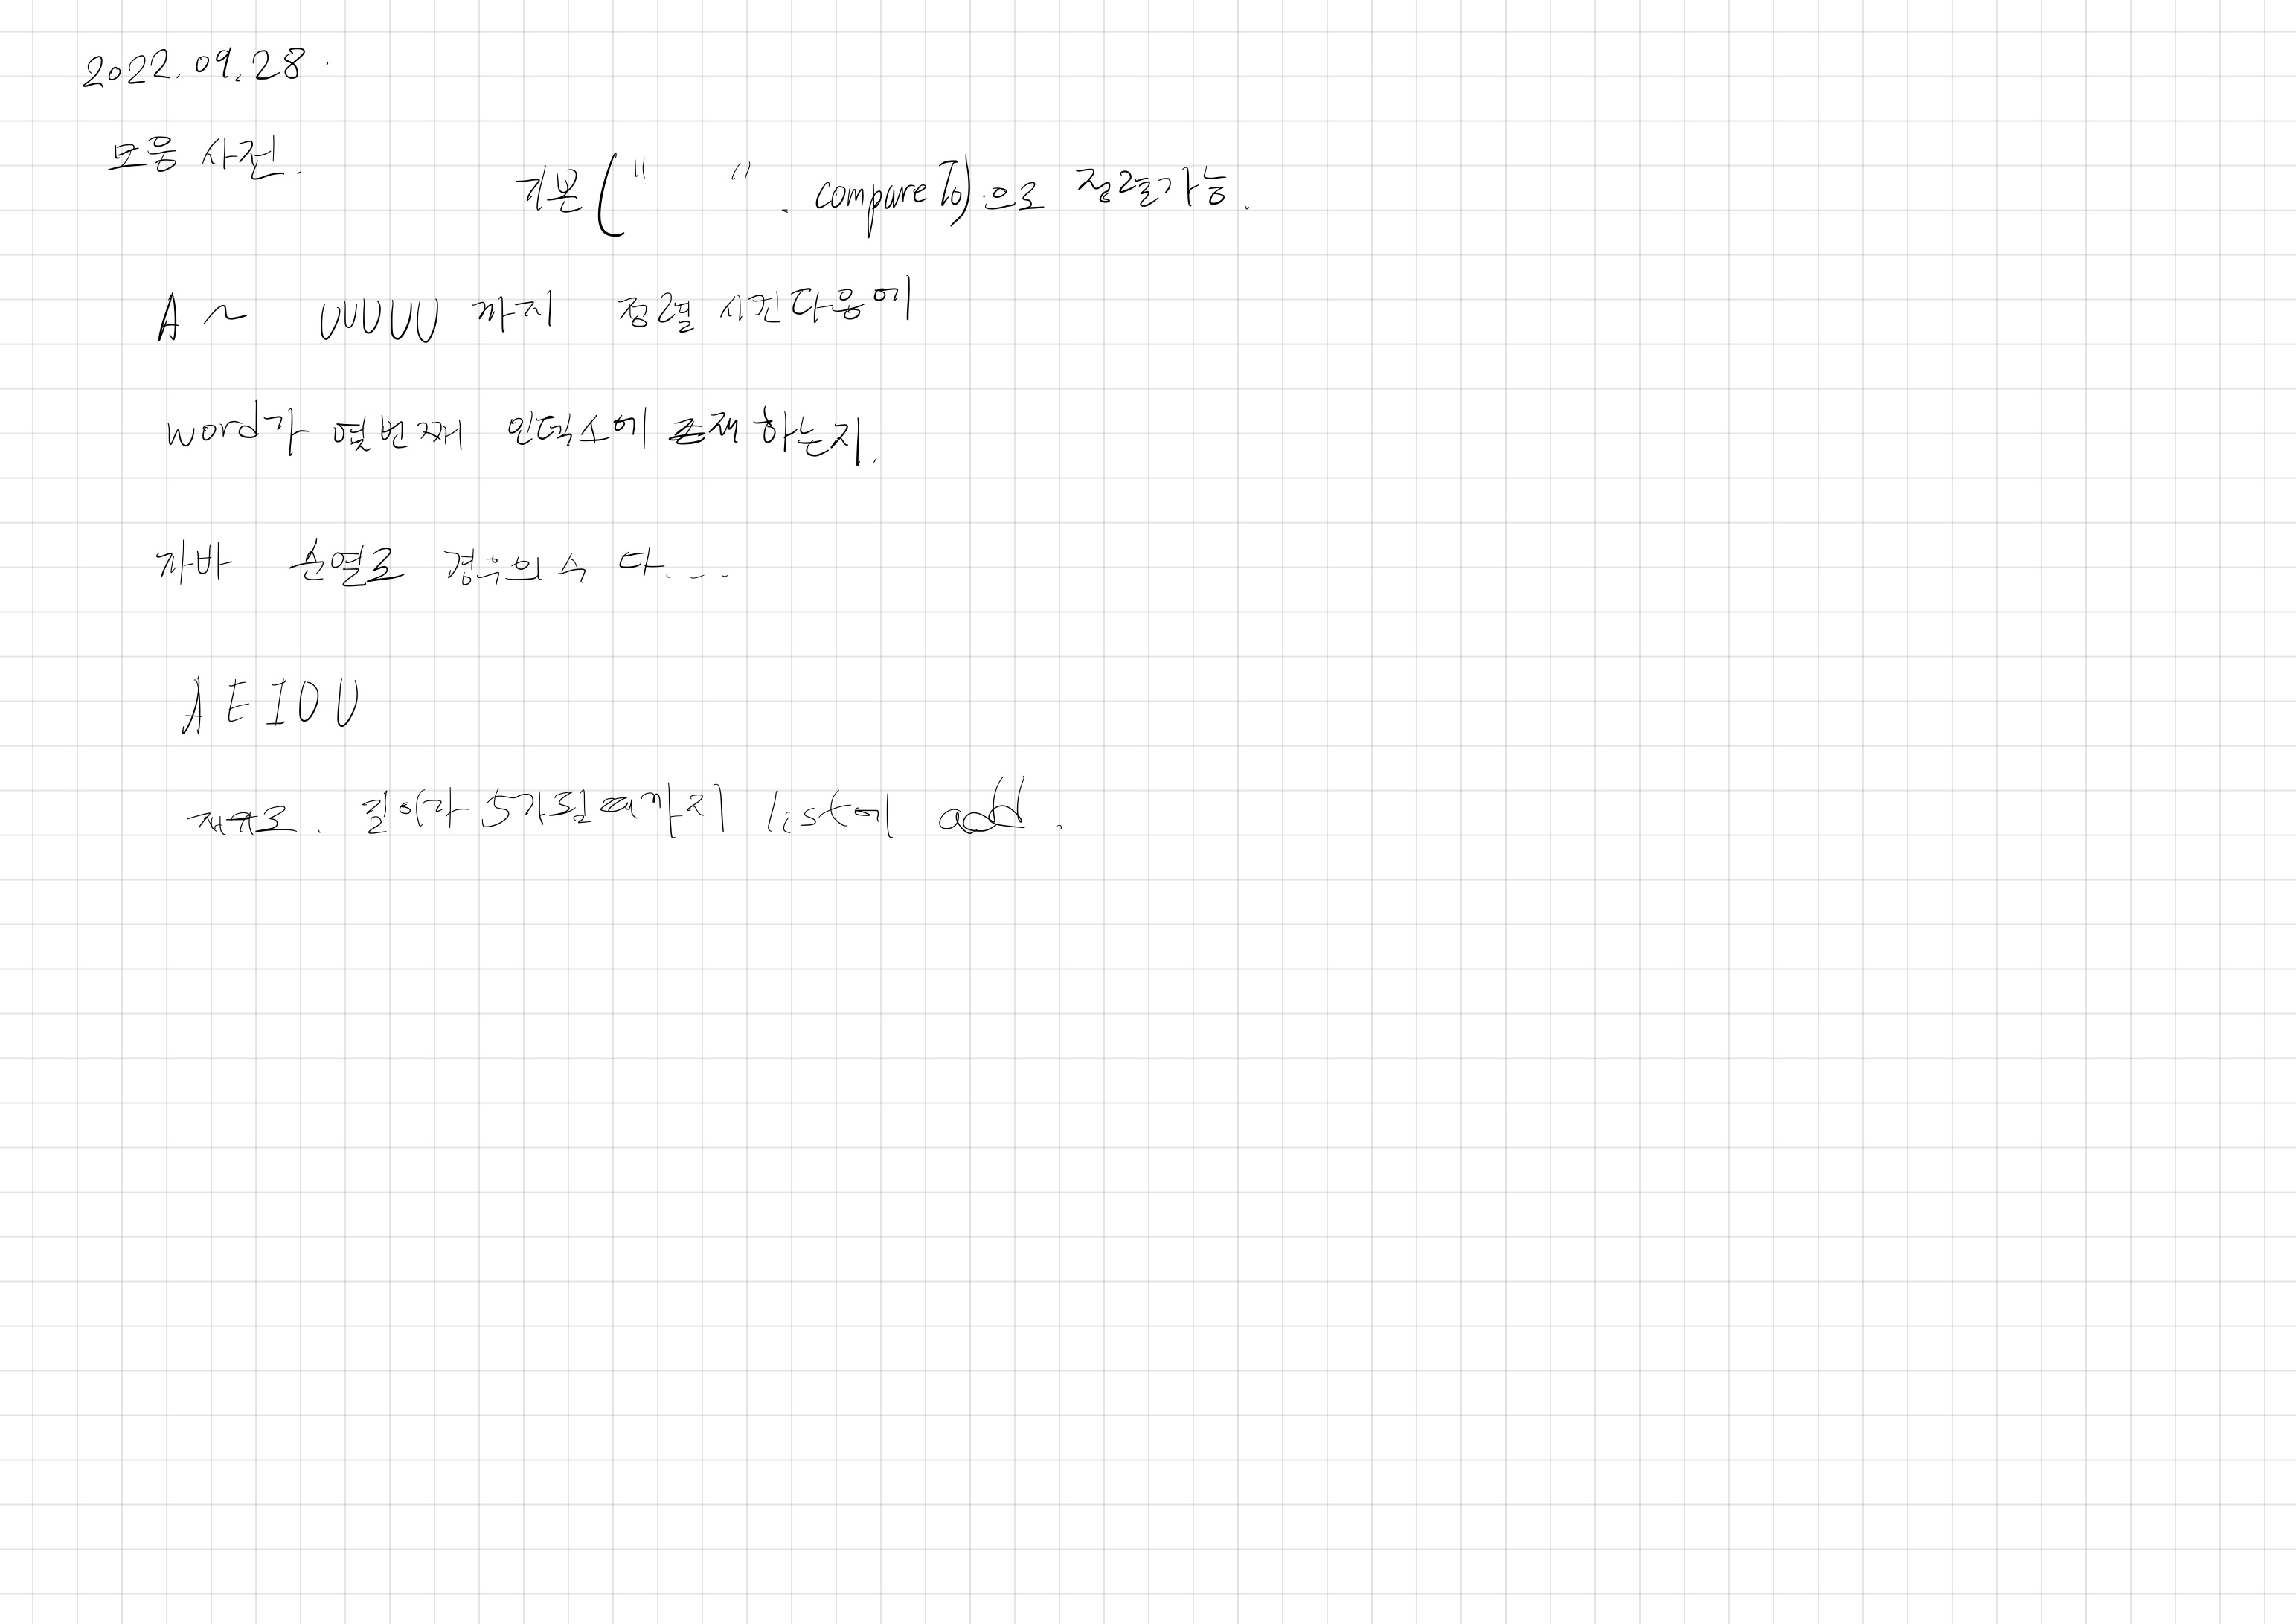 2022.09.28.
모음 사전.
기본(" ".compareTo)으로 정렬가능.
A~ UUUUU 까지 정렬 시킨다음에
word가 몇번째 인덱스에 존재하는지.
자바 순열로 경우의 수 다....
A E I O U
재귀로. 길이가 5가될때까지 list에 add.